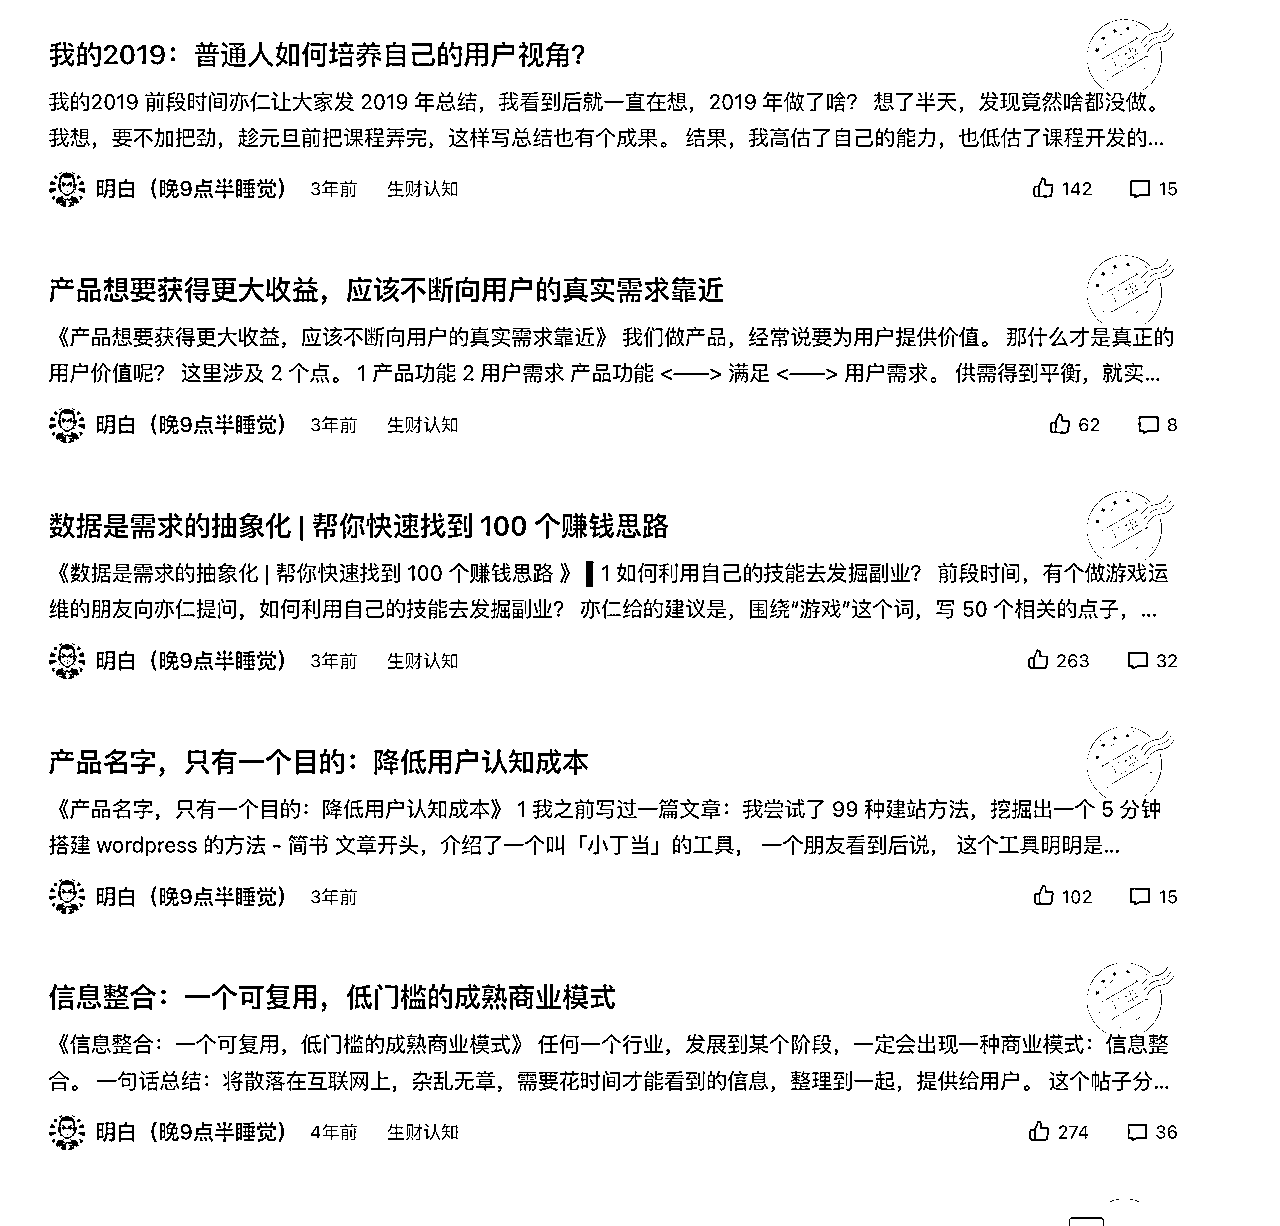 我的2019：普通人如何培养自己的用户视角？
我的2019 前段时间亦仁让大家发 2019 年总结，我看到后就一直在想，2019 年做了啥？ 想了半天，发现竟然啥都没做。
我想，要不加把劲，趁元旦前把课程弄完，这样写总结也有个成果。 结果，我高估了自己的能力，也低估了课程开发的...
明白（晚9点半睡觉） 3年前 生财认知 142 15
产品想要获得更大收益，应该不断向用户的真实需求靠近
《产品想要获得更大收益，应该不断向用户的真实需求靠近》 我们做产品，经常说要为用户提供价值。 那什么才是真正的
用户价值呢？ 这里涉及 2 个点。 1 产品功能 2 用户需求 产品功能 <——> 满足 <——> 用户需求。 供需得到平衡，就实...
明白（晚9点半睡觉） 3年前 生财认知 62 8
数据是需求的抽象化 | 帮你快速找到 100 个赚钱思路
《数据是需求的抽象化 | 帮你快速找到 100 个赚钱思路 》 ▌1 如何利用自己的技能去发掘副业？ 前段时间，有个做游戏运
维的朋友向亦仁提问，如何利用自己的技能去发掘副业？ 亦仁给的建议是，围绕“游戏”这个词，写 50 个相关的点子，...
明白（晚9点半睡觉） 3年前 生财认知 263 32
产品名字，只有一个目的：降低用户认知成本
《产品名字，只有一个目的：降低用户认知成本》 1 我之前写过一篇文章：我尝试了 99 种建站方法，挖掘出一个 5 分钟
搭建 wordpress 的方法 - 简书 文章开头，介绍了一个叫「小丁当」的工具， 一个朋友看到后说， 这个工具明明是...
明白（晚9点半睡觉） 3年前 102 15
信息整合：一个可复用，低门槛的成熟商业模式
《信息整合：一个可复用，低门槛的成熟商业模式》 任何一个行业，发展到某个阶段，一定会出现一种商业模式：信息整
合。 一句话总结：将散落在互联网上，杂乱无章，需要花时间才能看到的信息，整理到一起，提供给用户。 这个帖子分...
明白（晚9点半睡觉） 4年前 生财认知 274 36